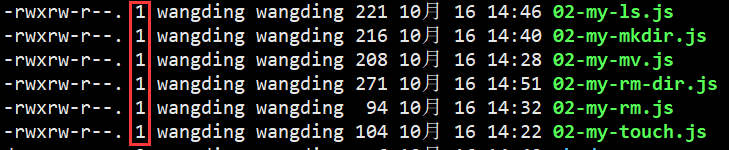 -rwxrw-r--. 1 wangding wangding 221 10月 16 14:46 02-my-ls.js
-rwxrw-r--. 1 wangding wangding 216 10月 16 14:40 02-my-mkdir.js
-rwxrw-r--. 1 wangding wangding 208 10月 16 14:28 02-my-mv.js
-rwxrw-r--. 1 wangding wangding 271 10月 16 14:51 02-my-rm-dir.js
-rwxrw-r--. 1 wangding wangding  94 10月 16 14:32 02-my-rm.js
-rwxrw-r--. 1 wangding wangding 104 10月 16 14:22 02-my-touch.js